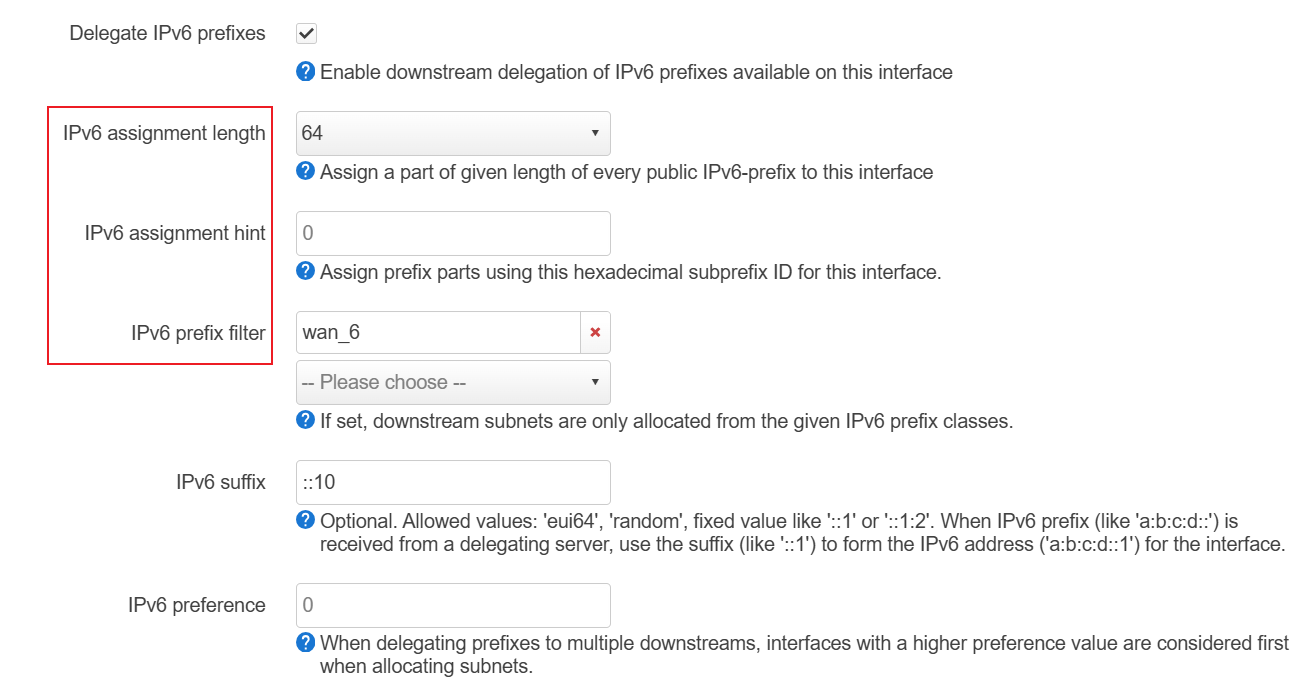 Delegate IPv6 prefixes
Enable downstream delegation of IPv6 prefixes available on this interface
IPv6 assignment length
64
Assign a part of given length of every public IPv6-prefix to this interface
IPv6 assignment hint
0
Assign prefix parts using this hexadecimal subprefix ID for this interface.
IPv6 prefix filter
wan_6
-- Please choose --
If set, downstream subnets are only allocated from the given IPv6 prefix classes.
IPv6 suffix
::10
Optional. Allowed values: 'eui64', 'random', fixed value like '::1' or '::1:2'. When IPv6 prefix (like 'a:b:c:d::') is
received from a delegating server, use the suffix (like '::1') to form the IPv6 address ('a:b:c:d::1') for the interface.
IPv6 preference
0
When delegating prefixes to multiple downstreams, interfaces with a higher preference value are considered first
when allocating subnets.